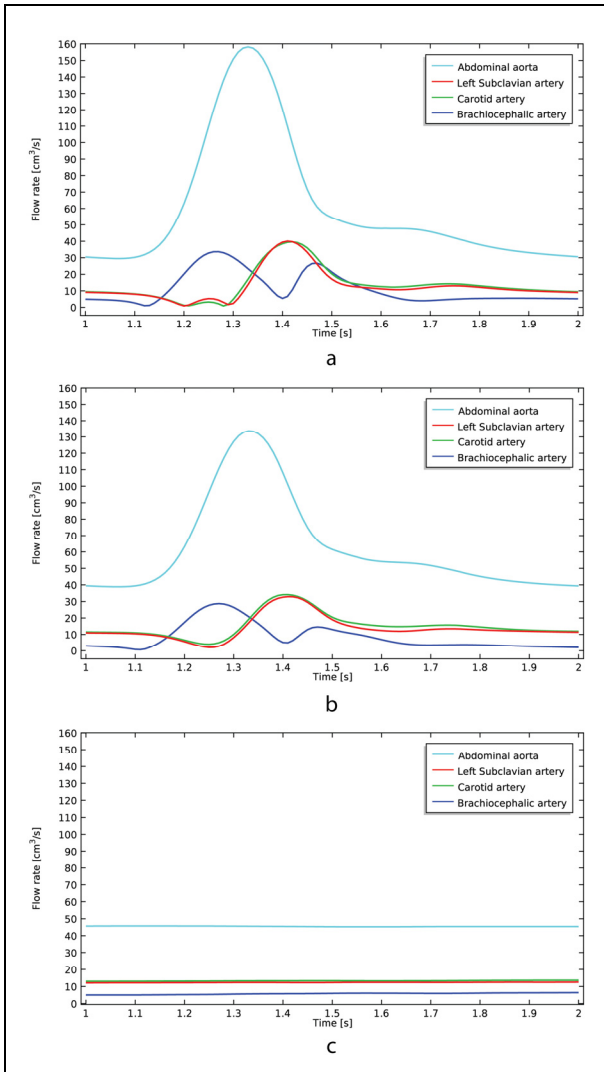 160
150
140
130
120
110
100
90
80
70
60
50
40
30
20
10
0
Flow rate [cm³/s]
Abdominal aorta
Left Subclavian artery
Carotid artery
Brachiocephalic artery
1 1.1 1.2 1.3 1.4 1.5 1.6 1.7 1.8 1.9 2
Time [s]
a
160
150
140
130
120
110
100
90
80
70
60
50
40
30
20
10
0
Flow rate [cm³/s]
Abdominal aorta
Left Subclavian artery
Carotid artery
Brachiocephalic artery
1 1.1 1.2 1.3 1.4 1.5 1.6 1.7 1.8 1.9 2
Time [s]
b
160
150
140
130
120
110
100
90
80
70
60
50
40
30
20
10
0
Flow rate [cm³/s]
Abdominal aorta
Left Subclavian artery
Carotid artery
Brachiocephalic artery
1 1.1 1.2 1.3 1.4 1.5 1.6 1.7 1.8 1.9 2
Time [s]
c